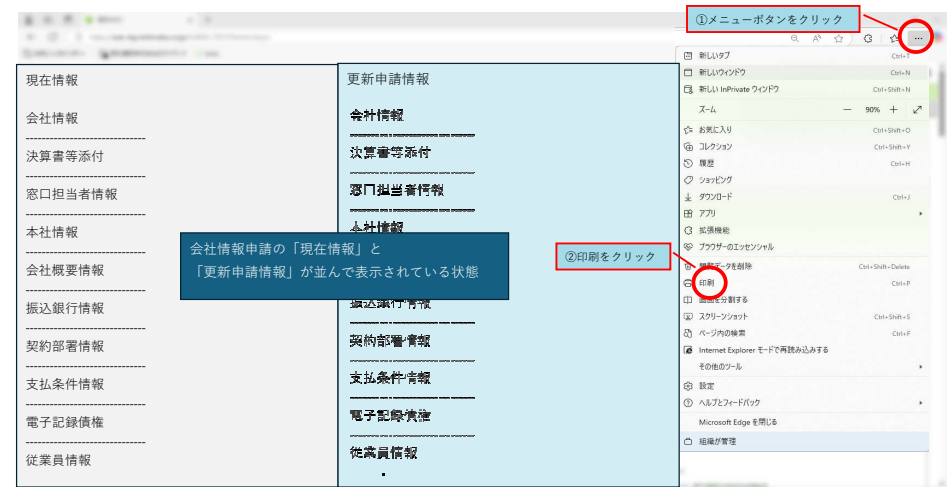 ①メニューボタンをクリック
現在情報
会社情報
決算書等添付
窓口担当者情報
本社情報
会社概要情報
振込銀行情報
契約部署情報
支払条件情報
電子記録債権
従業員情報
更新申請情報
会社情報
決算書等添付
窓口担当者情報
本社情報
振込銀行情報
契約部署情報
支払条件情報
電子記録債権
従業員情報
会社情報申請の「現在情報」と
「更新申請情報」が並んで表示されている状態
②印刷をクリック
新しいタブ Ctrl+T
新しいウィンドウ Ctrl+N
新しい InPrivate ウィンドウ Ctrl+Shift+N
ズーム — 90% +
お気に入り Ctrl+Shift+O
コレクション Ctrl+Shift+Y
履歴 Ctrl+H
ショッピング
ダウンロード Ctrl+J
アプリ
拡張機能
ブラウザーのエッセンシャル
閲覧データを削除 Ctrl+Shift+Delete
印刷 Ctrl+P
画面を分割する
スクリーンショット Ctrl+Shift+S
ページ内の検索 Ctrl+F
Internet Explorer モードで再読み込みする
その他のツール
設定
ヘルプとフィードバック
Microsoft Edge を閉じる
組織が管理